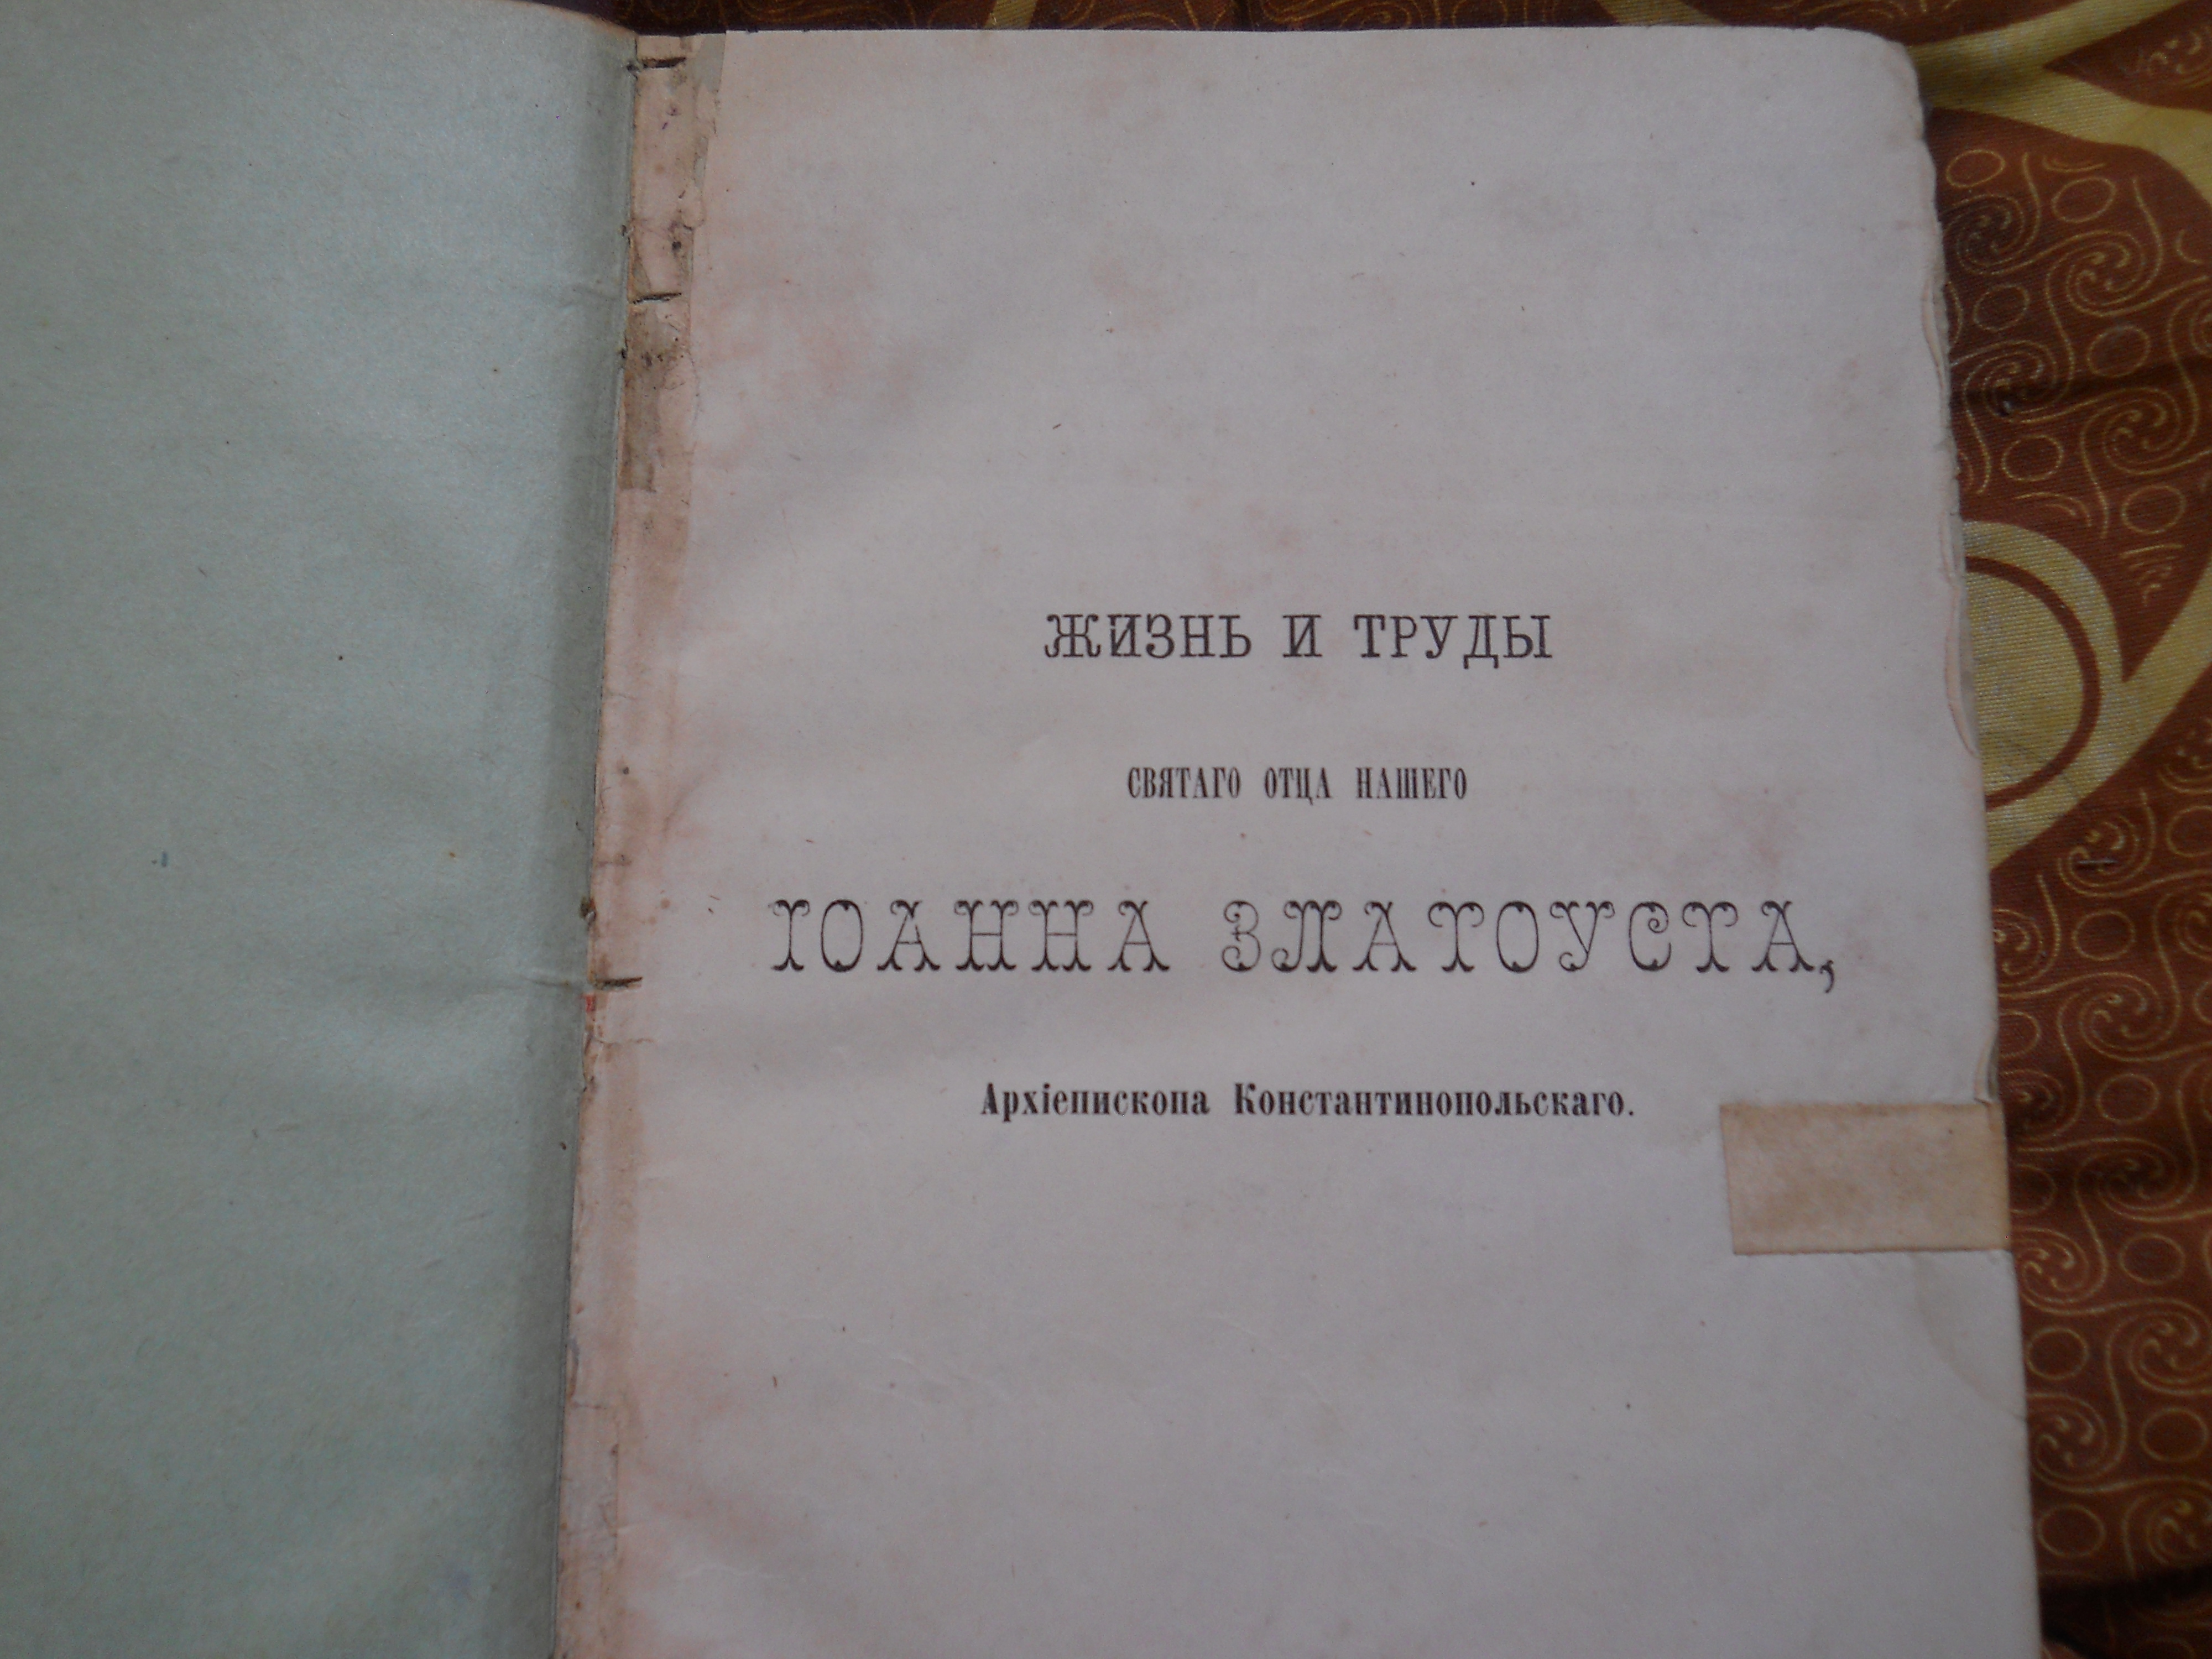 ЖИЗНЬ И ТРУДЫ
СВЯТАГО ОТЦА НАШЕГО
ІОАННА ЗЛАТОУСТА,
Архіепископа Константинопольскаго.